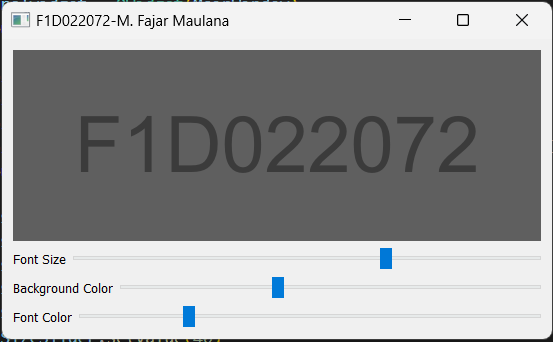 F1D022072-M. Fajar Maulana
F1D022072
Font Size
Background Color
Font Color